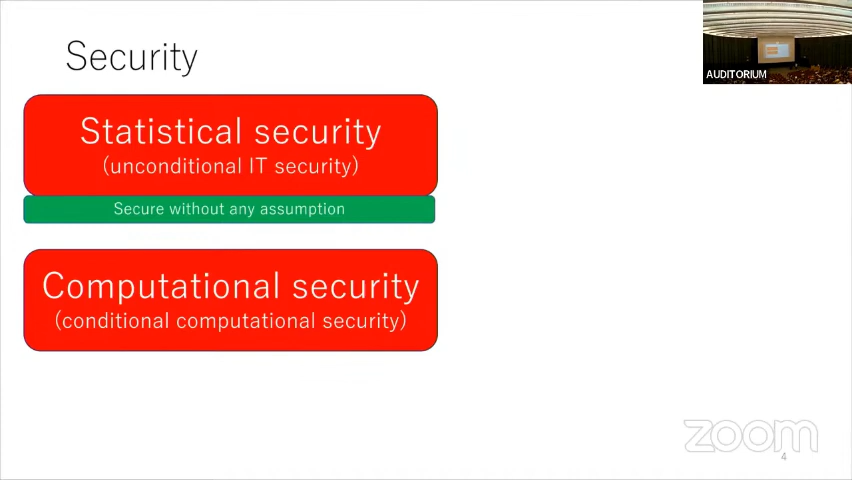 Security
AUDITORIUM
Statistical security
(unconditional IT security)
Secure without any assumption
Computational security
(conditional computational security)
zoom
4